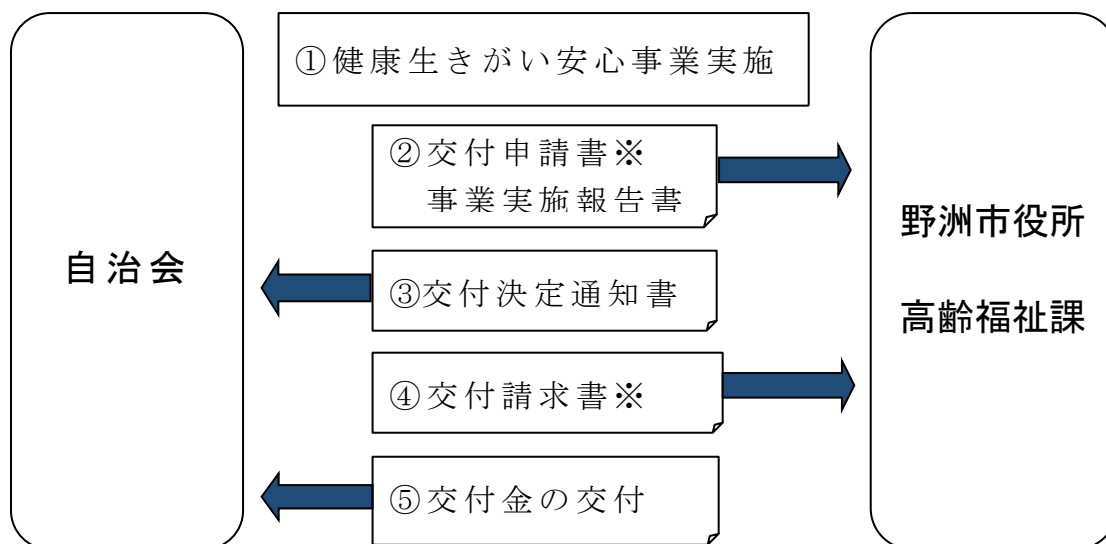 自治会
①健康生きがい安心事業実施
②交付申請書※
事業実施報告書
③交付決定通知書
④交付請求書※
⑤交付金の交付
野洲市役所
高齢福祉課